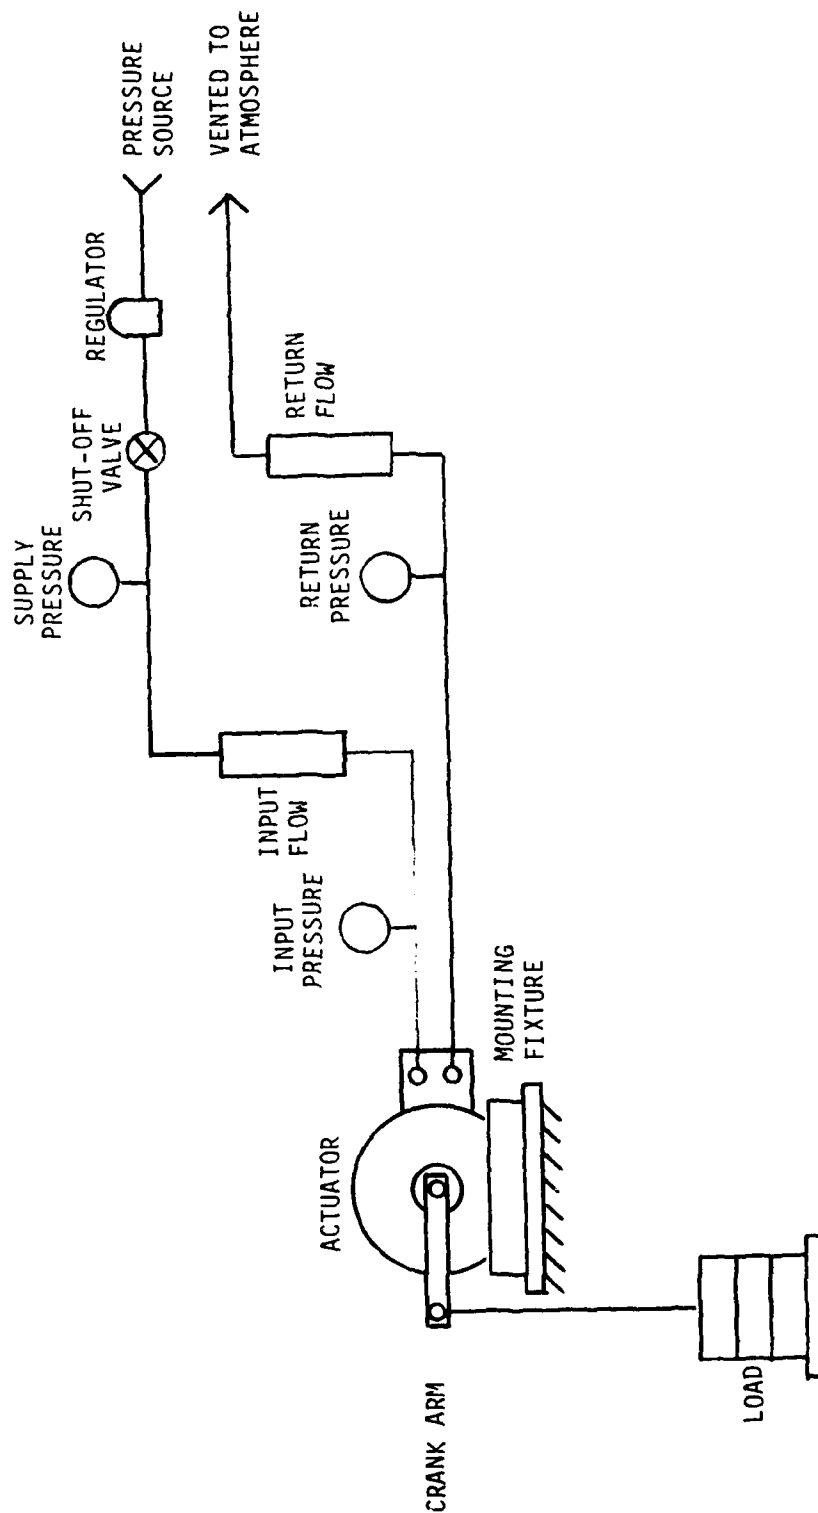 PRESSURE
SOURCE
VENTED TO
ATMOSPHERE
REGULATOR
SHUT-OFF
VALVE
SUPPLY
PRESSURE
RETURN
FLOW
RETURN
PRESSURE
INPUT
FLOW
INPUT
PRESSURE
MOUNTING
FIXTURE
ACTUATOR
CRANK ARM
LOAD